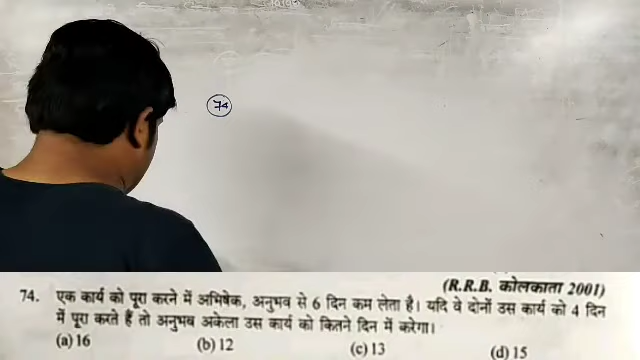 74
(R.R.B. कोलकाता 2001)
74. एक कार्य को पूरा करने में अभिषेक, अनुभव से 6 दिन कम लेता है। यदि वे दोनों उस कार्य को 4 दिन
में पूरा करते हैं तो अनुभव अकेला उस कार्य को कितने दिन में करेगा।
(a) 16 (b) 12 (c) 13 (d) 15